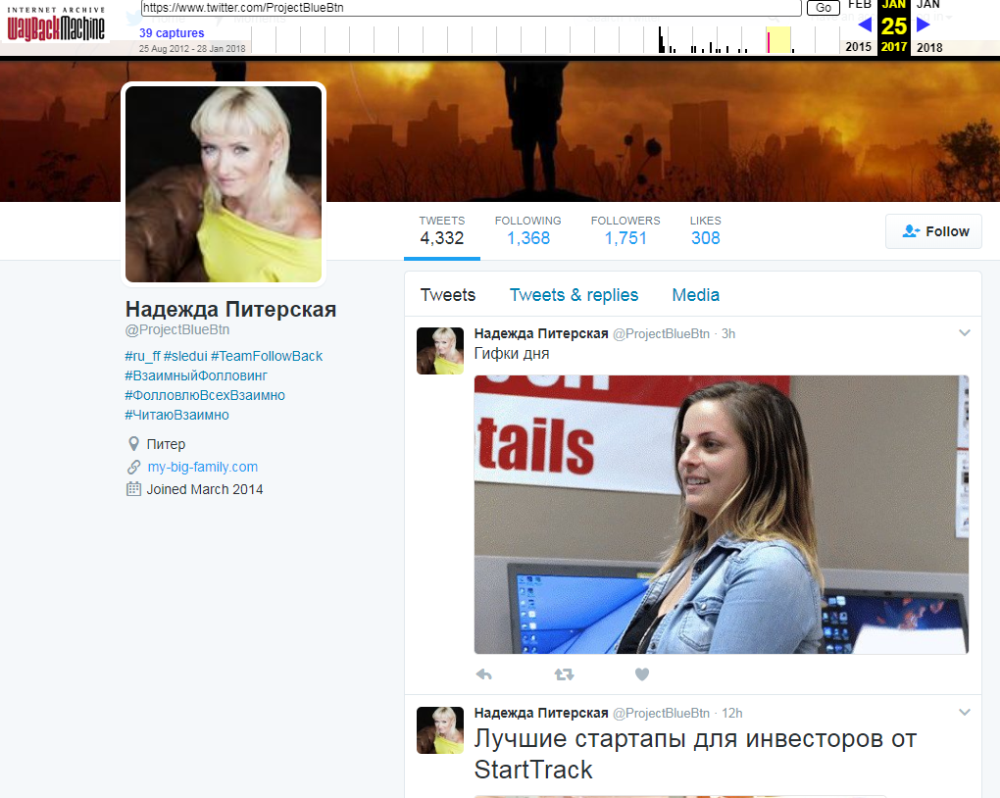 INTERNET ARCHIVE
WayBackMachine
https://www.twitter.com/ProjectBlueBtn
Go
FEB JAN JAN
39 captures
25
25 Aug 2012 - 28 Jan 2018
2015 2017 2018
TWEETS FOLLOWING FOLLOWERS LIKES
4,332 1,368 1,751 308
Follow
Надежда Питерская
@ProjectBlueBtn
#ru_ff #sledui #TeamFollowBack
#ВзаимныйФолловинг
#ФолловлюВсехВзаимно
#ЧитаюВзаимно
Питер
my-big-family.com
Joined March 2014
Tweets Tweets & replies Media
Надежда Питерская @ProjectBlueBtn · 3h
Гифки дня
tails
Надежда Питерская @ProjectBlueBtn · 12h
Лучшие стартапы для инвесторов от
StartTrack